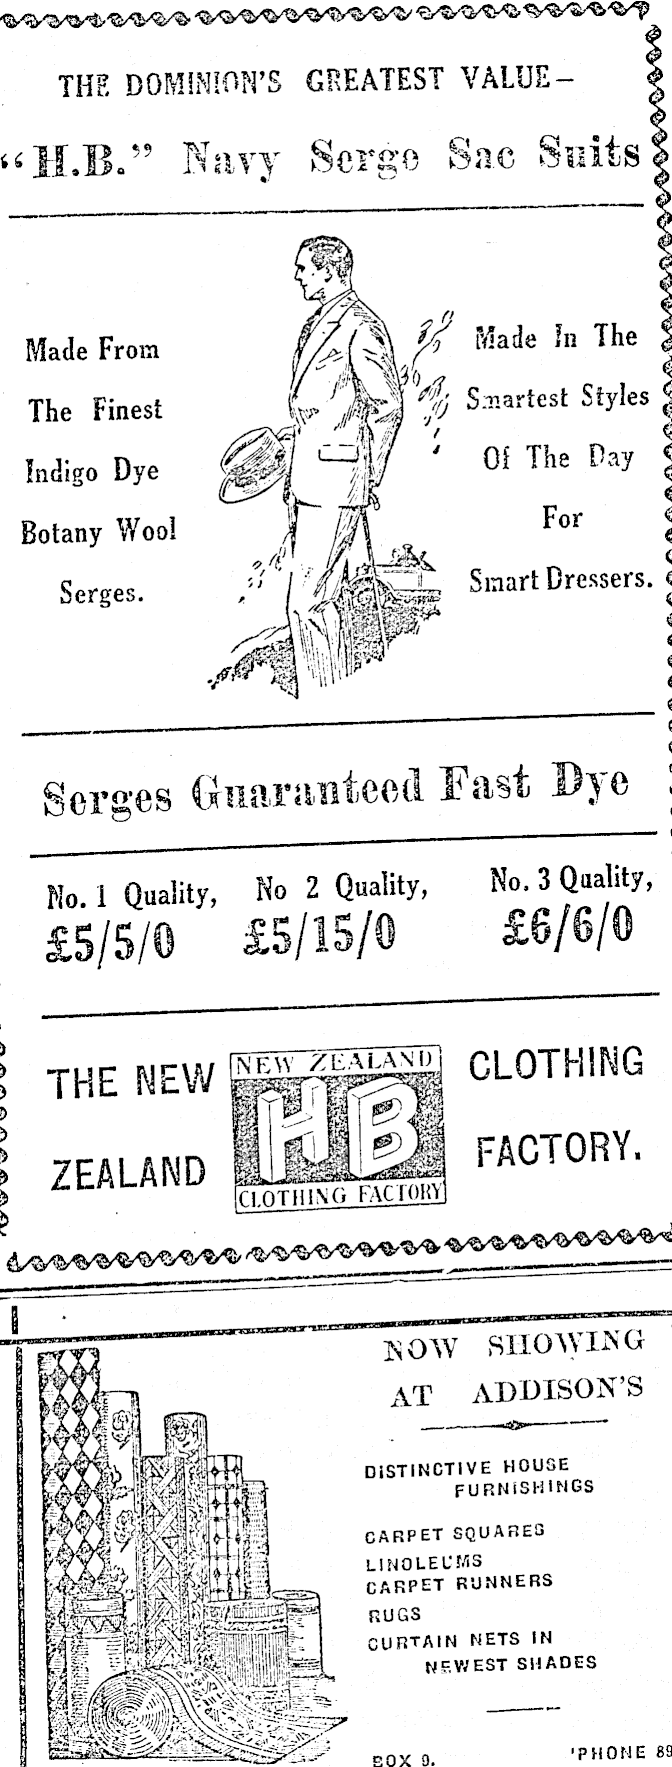 THE DOMINION'S GREATEST VALUE—
"H.B." Navy Serge Sac Suits
Made From
The Finest
Indigo Dye
Botany Wool
Serges.
Made In The
Smartest Styles
Of The Day
For
Smart Dressers.
Serges Guaranteed Fast Dye
No. 1 Quality,
£5/5/0
No 2 Quality,
£5/15/0
No. 3 Quality,
£6/6/0
THE NEW
ZEALAND
NEW ZEALAND
HB
CLOTHING FACTORY
CLOTHING
FACTORY.
NOW SHOWING
AT ADDISON'S
DISTINCTIVE HOUSE
FURNISHINGS
CARPET SQUARES
LINOLEUMS
CARPET RUNNERS
RUGS
CURTAIN NETS IN
NEWEST SHADES
BOX 9.
'PHONE 89